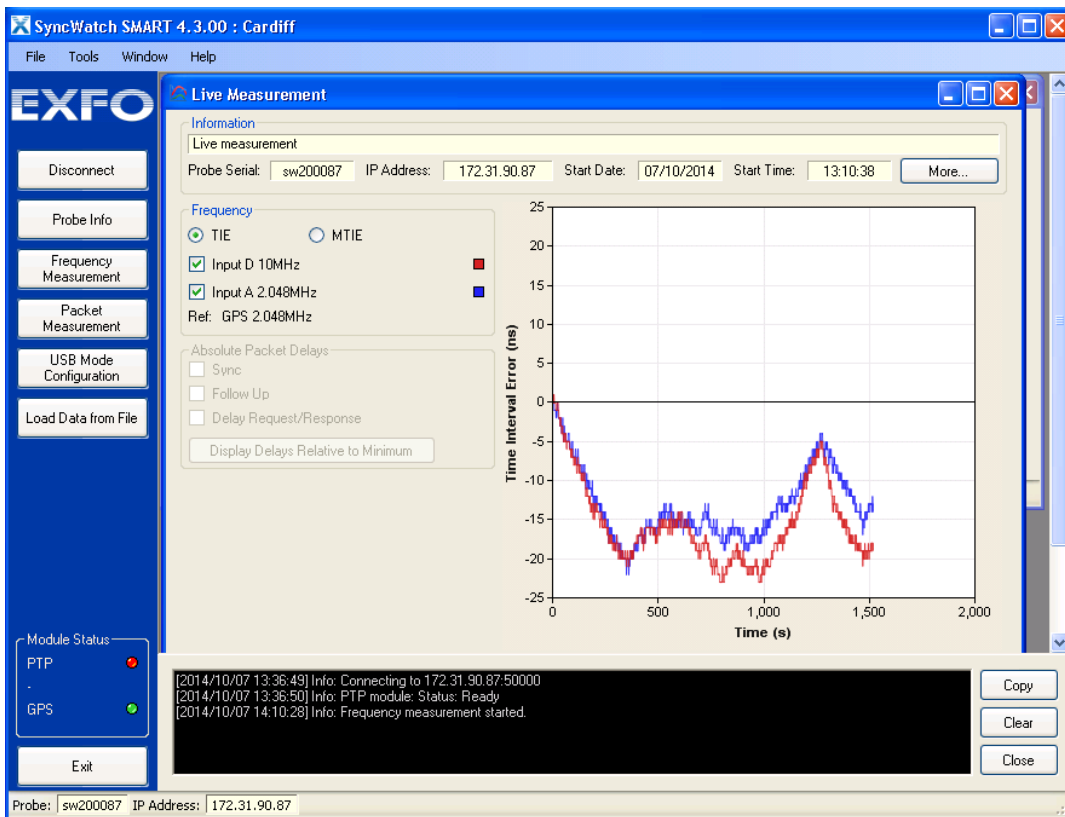 SyncWatch SMART 4.3.00 : Cardiff
File Tools Window Help
EXFO
Disconnect
Probe Info
Frequency
Measurement
Packet
Measurement
USB Mode
Configuration
Load Data from File
Module Status
PTP
-
GPS
Exit
Live Measurement
Information
Live measurement
Probe Serial: sw200087 IP Address: 172.31.90.87 Start Date: 07/10/2014 Start Time: 13:10:38 More...
Frequency
TIE MTIE
Input D 10MHz
Input A 2.048MHz
Ref: GPS 2.048MHz
Absolute Packet Delays
Sync
Follow Up
Delay Request/Response
Display Delays Relative to Minimum
Time Interval Error (ns)
25
20
15
10
5
0
-5
-10
-15
-20
-25
0 500 1,000 1,500 2,000
Time (s)
[2014/10/07 13:36:49] Info: Connecting to 172.31.90.87:50000
[2014/10/07 13:36:50] Info: PTP module: Status: Ready
[2014/10/07 14:10:28] Info: Frequency measurement started.
Copy
Clear
Close
Probe: sw200087 IP Address: 172.31.90.87